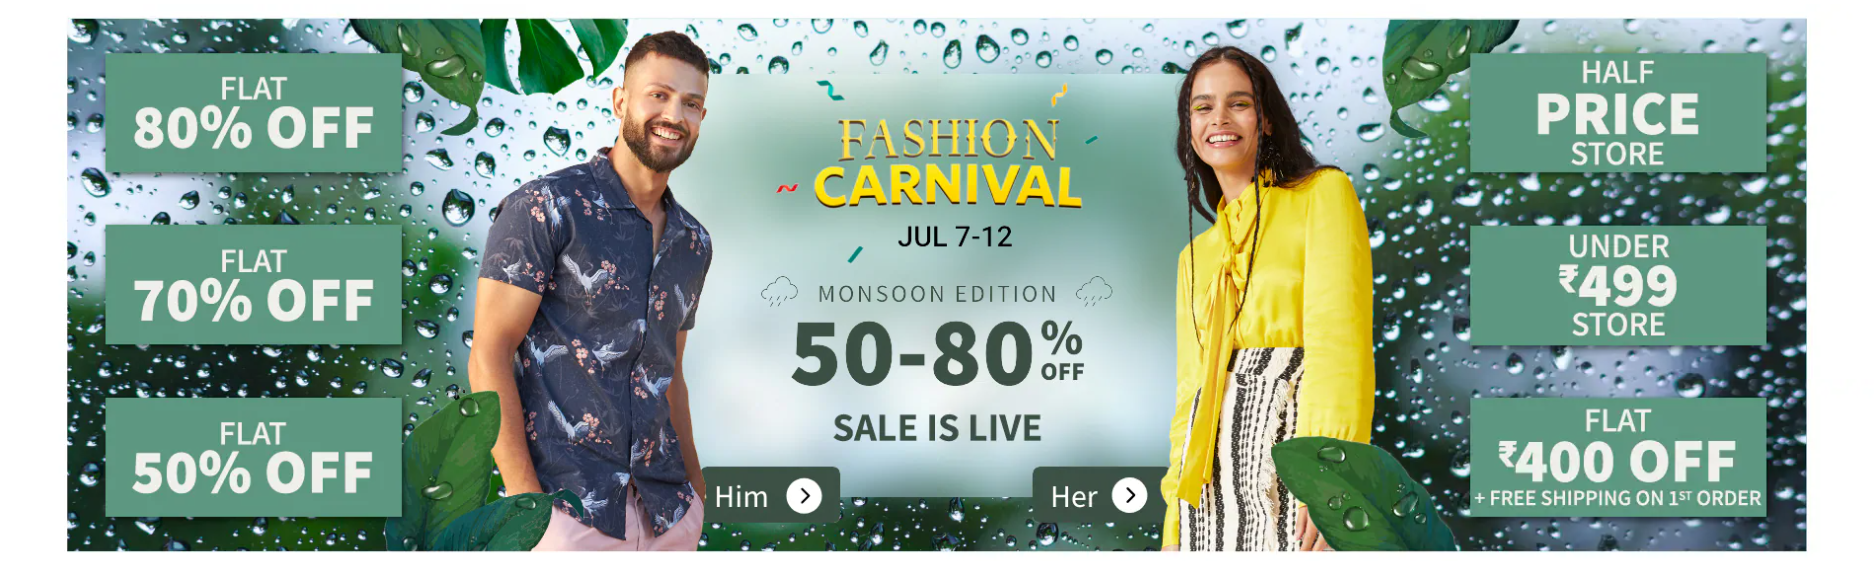 FLAT
80% OFF
FLAT
70% OFF
FLAT
50% OFF
FASHION
CARNIVAL
JUL 7-12
MONSOON EDITION
50-80% OFF
SALE IS LIVE
Him
Her
HALF
PRICE
STORE
UNDER
₹499
STORE
FLAT
₹400 OFF
+ FREE SHIPPING ON 1ST ORDER